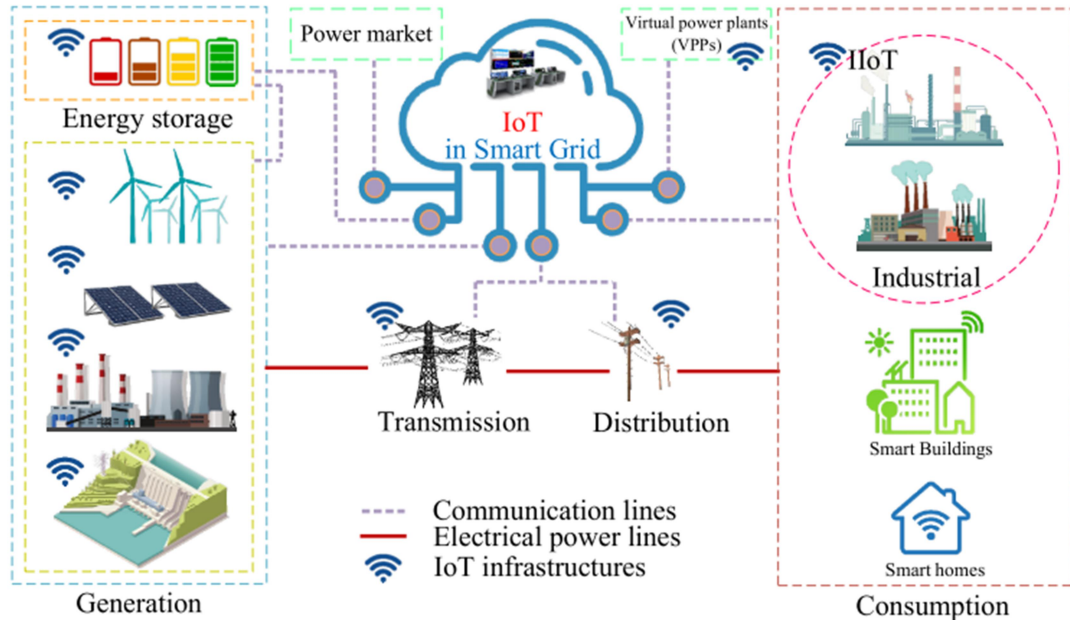 Power market
Virtual power plants
(VPPs)
IIoT
Energy storage
IoT
in Smart Grid
Industrial
Transmission
Distribution
Smart Buildings
Communication lines
Electrical power lines
IoT infrastructures
Smart homes
Generation
Consumption